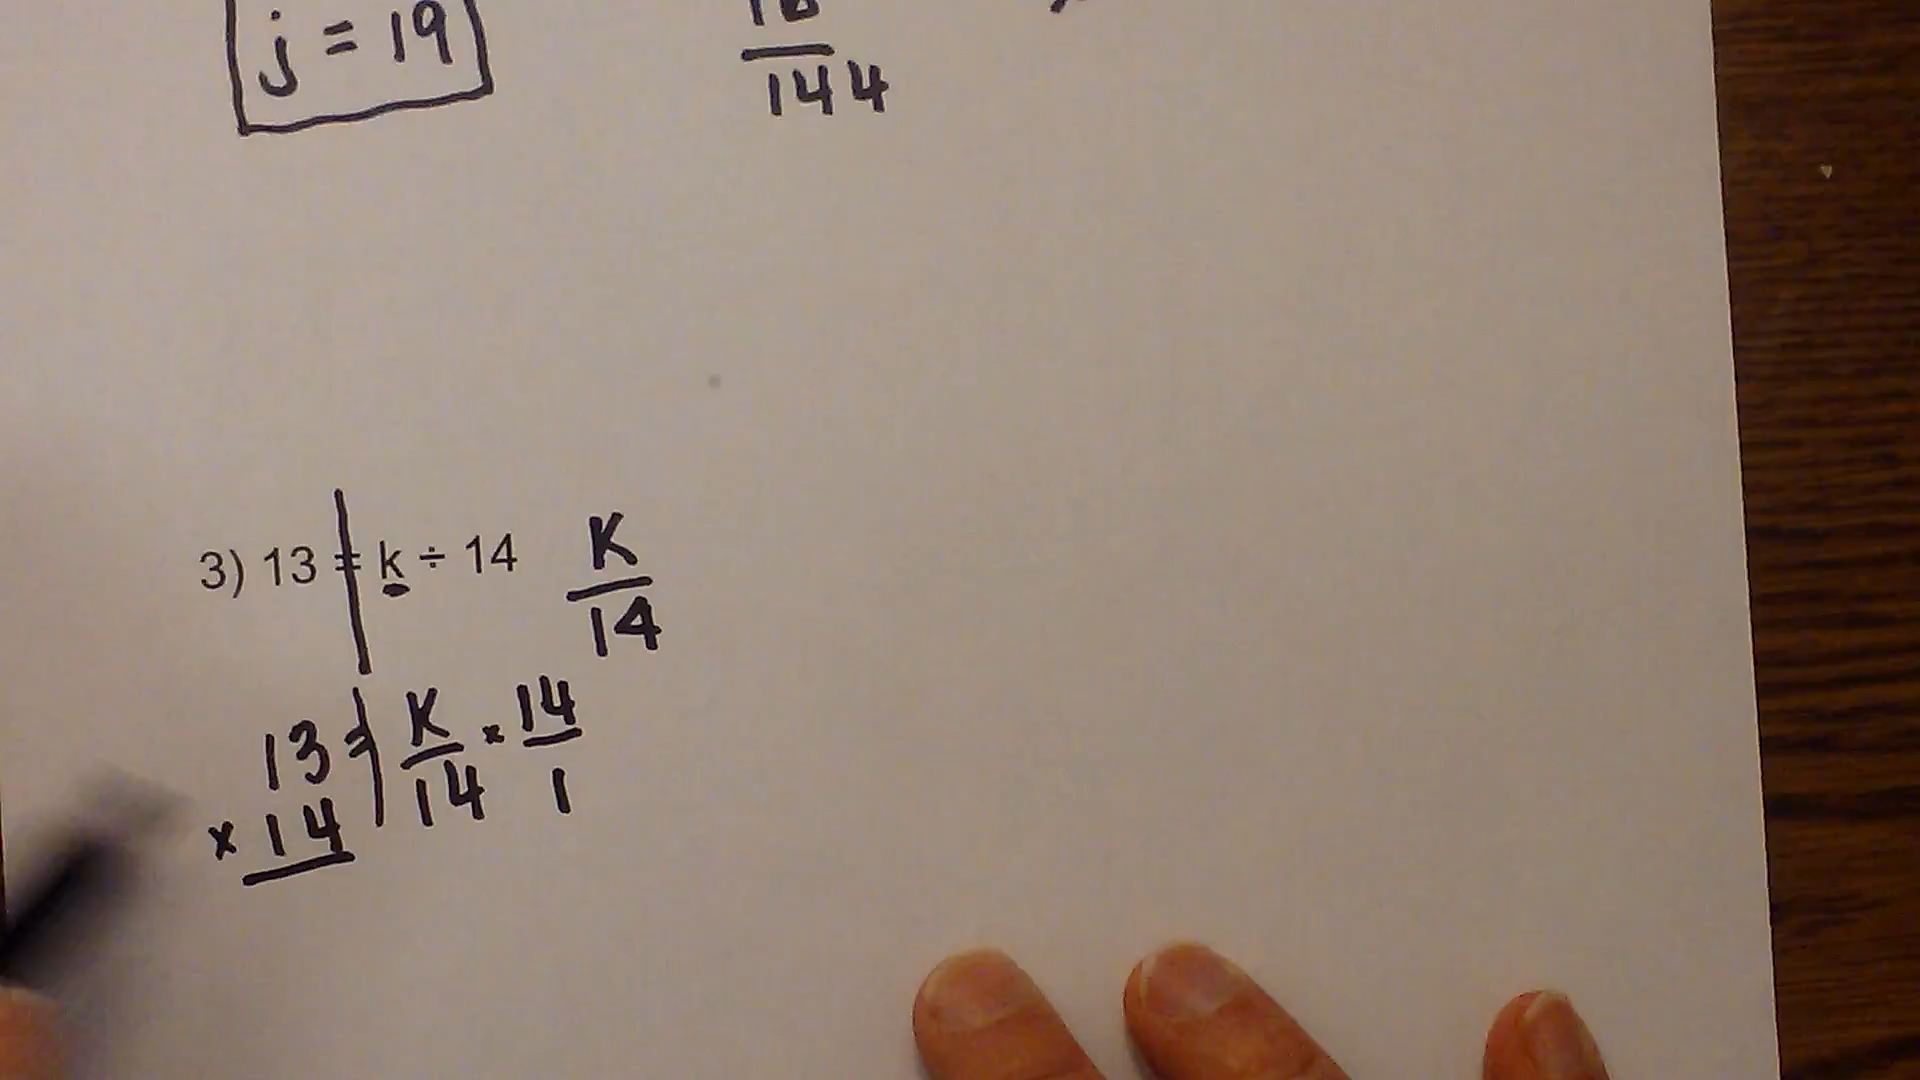 j = 19
144
3) 13 = k ÷ 14
K
14
13 = K × 14
× 14 14 1